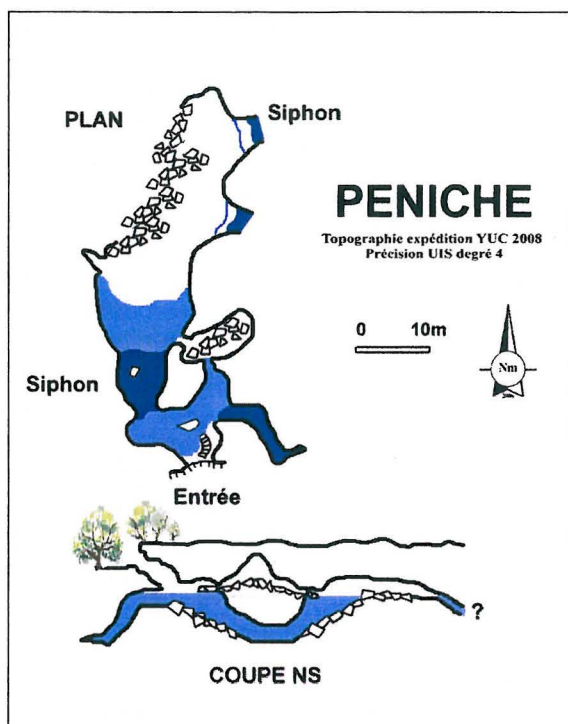 PLAN
Siphon
PENICHE
Topographie expédition YUC 2008
Précision UIS degré 4
0 10m
Nm
Siphon
Entrée
?
COUPE NS